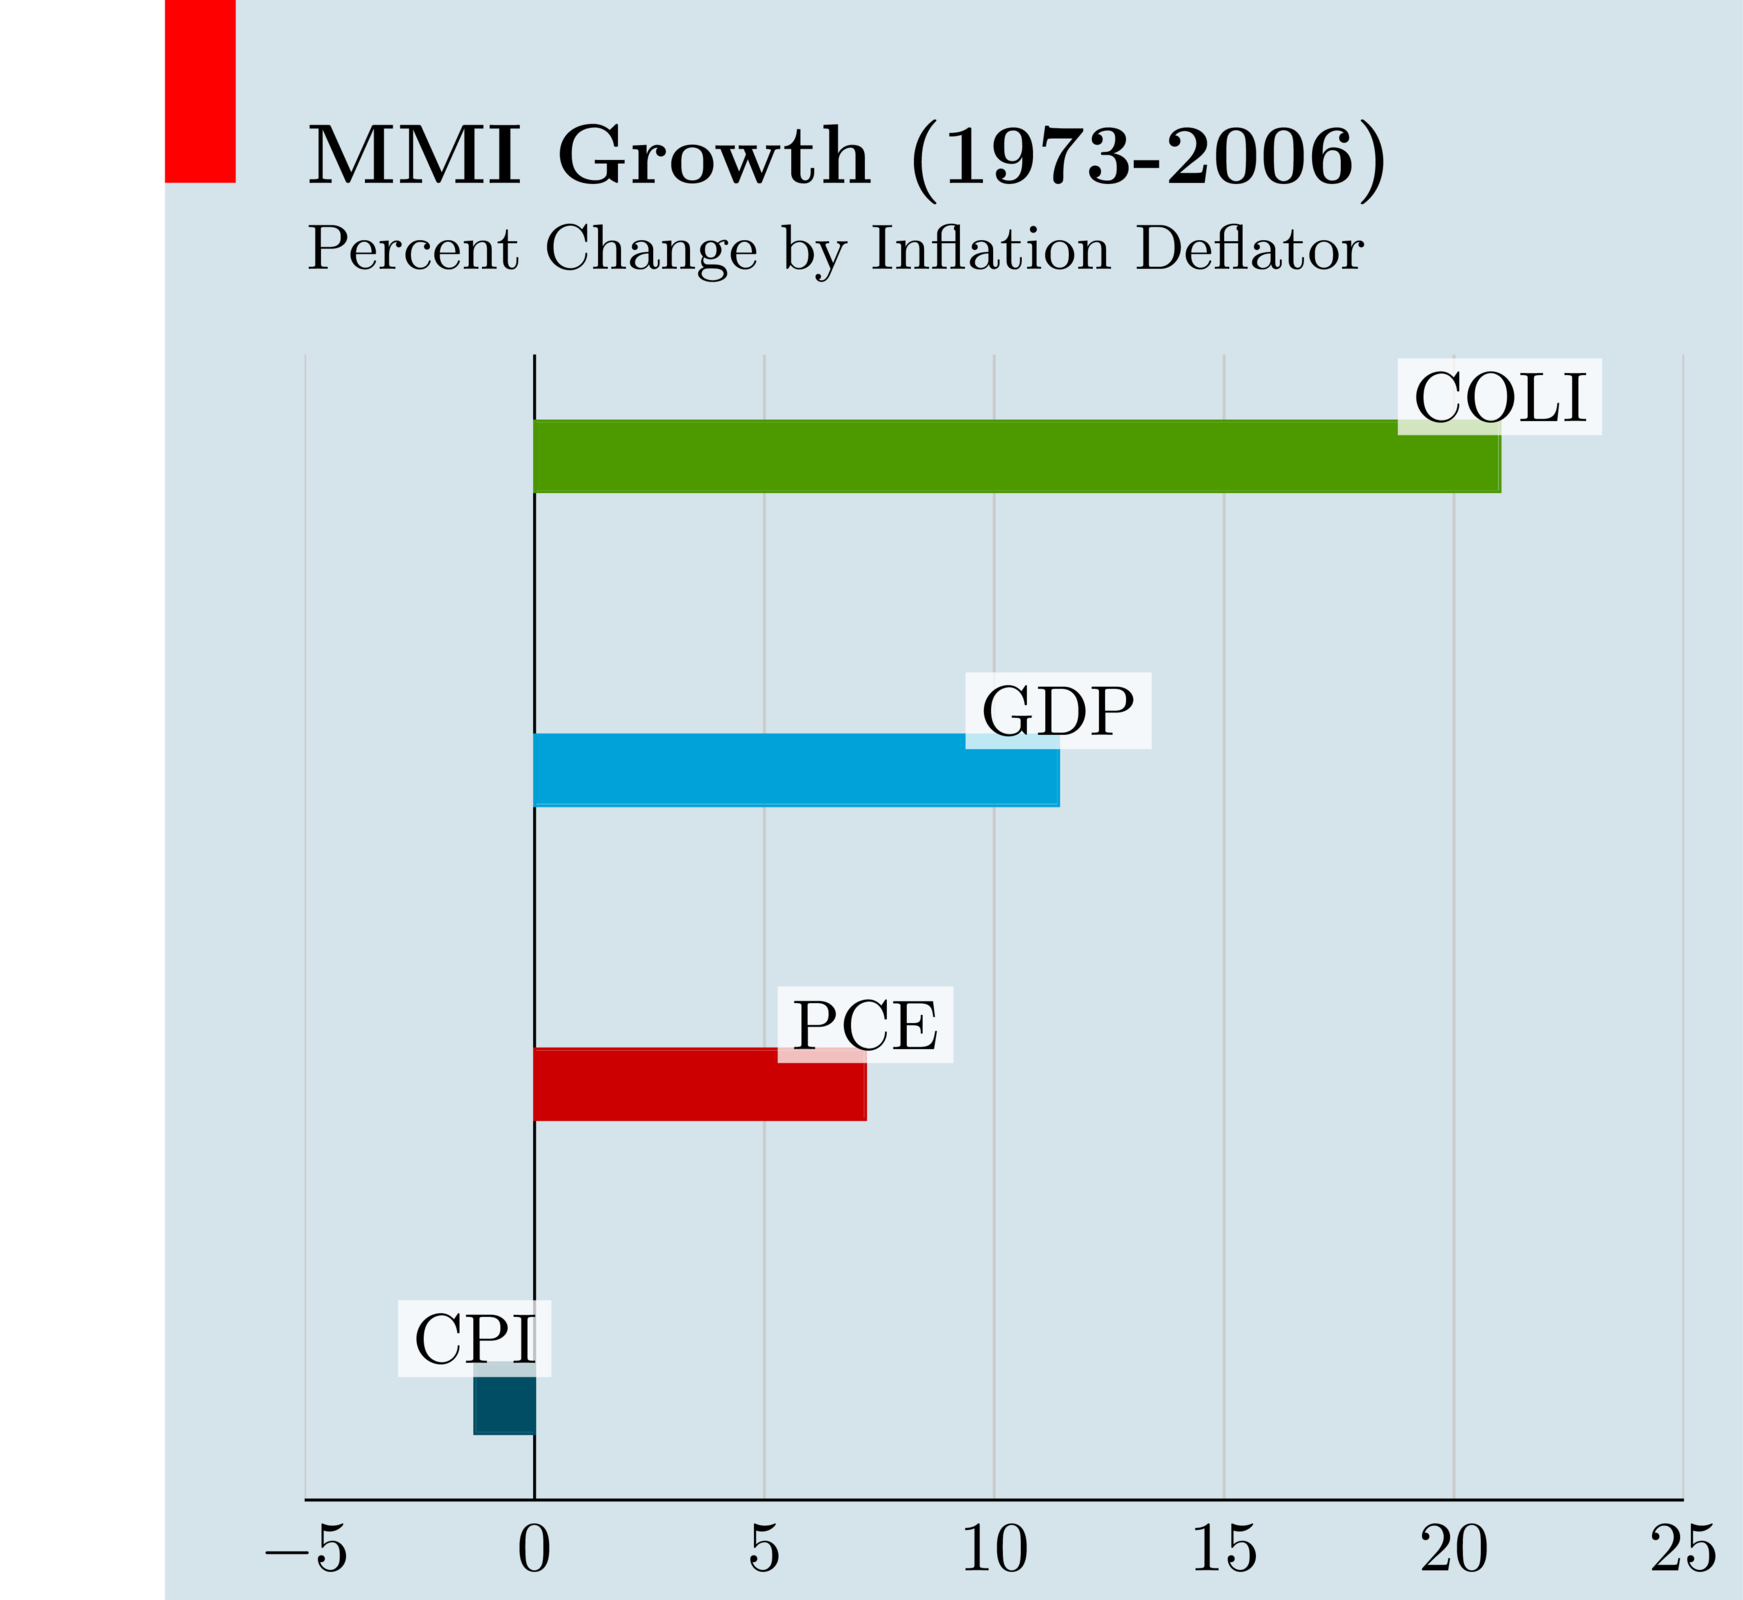 MMI Growth (1973-2006)
Percent Change by Inflation Deflator
COLI
GDP
PCE
CPI
−5 0 5 10 15 20 25